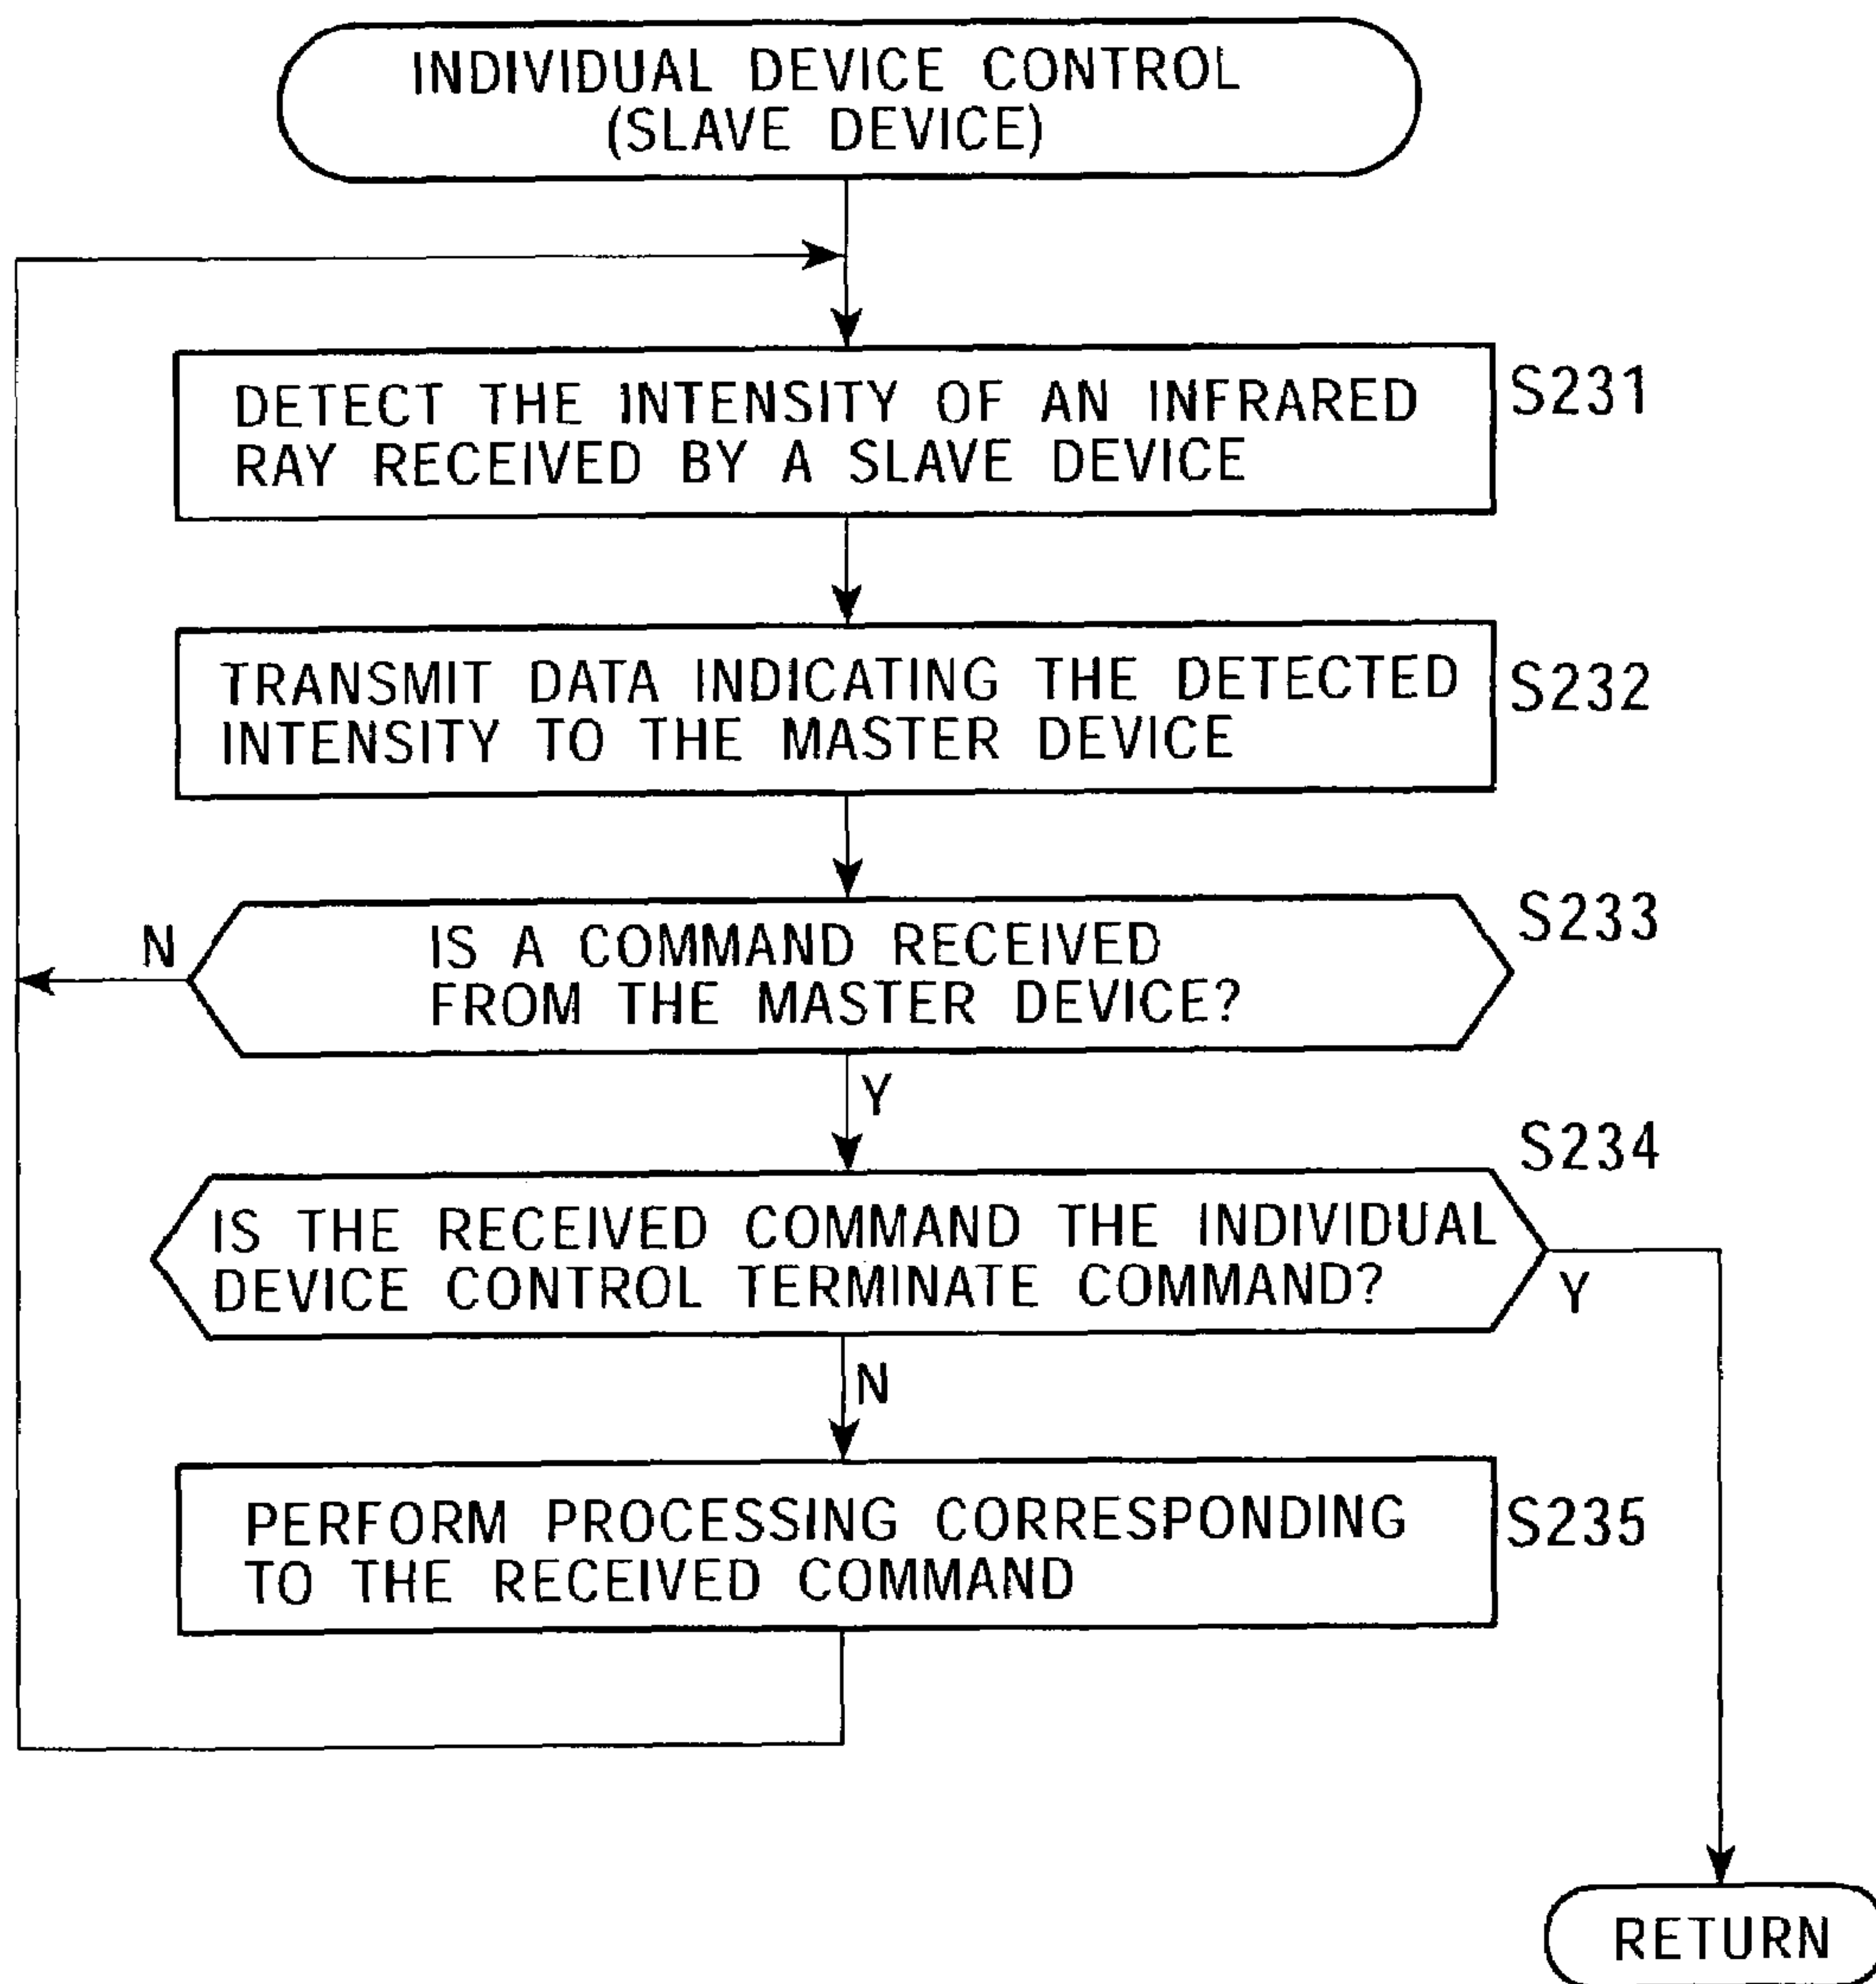 INDIVIDUAL DEVICE CONTROL
(SLAVE DEVICE)
DETECT THE INTENSITY OF AN INFRARED
RAY RECEIVED BY A SLAVE DEVICE
S231
TRANSMIT DATA INDICATING THE DETECTED
INTENSITY TO THE MASTER DEVICE
S232
IS A COMMAND RECEIVED
FROM THE MASTER DEVICE?
S233
N
Y
S234
IS THE RECEIVED COMMAND THE INDIVIDUAL
DEVICE CONTROL TERMINATE COMMAND?
Y
N
PERFORM PROCESSING CORRESPONDING
TO THE RECEIVED COMMAND
S235
RETURN